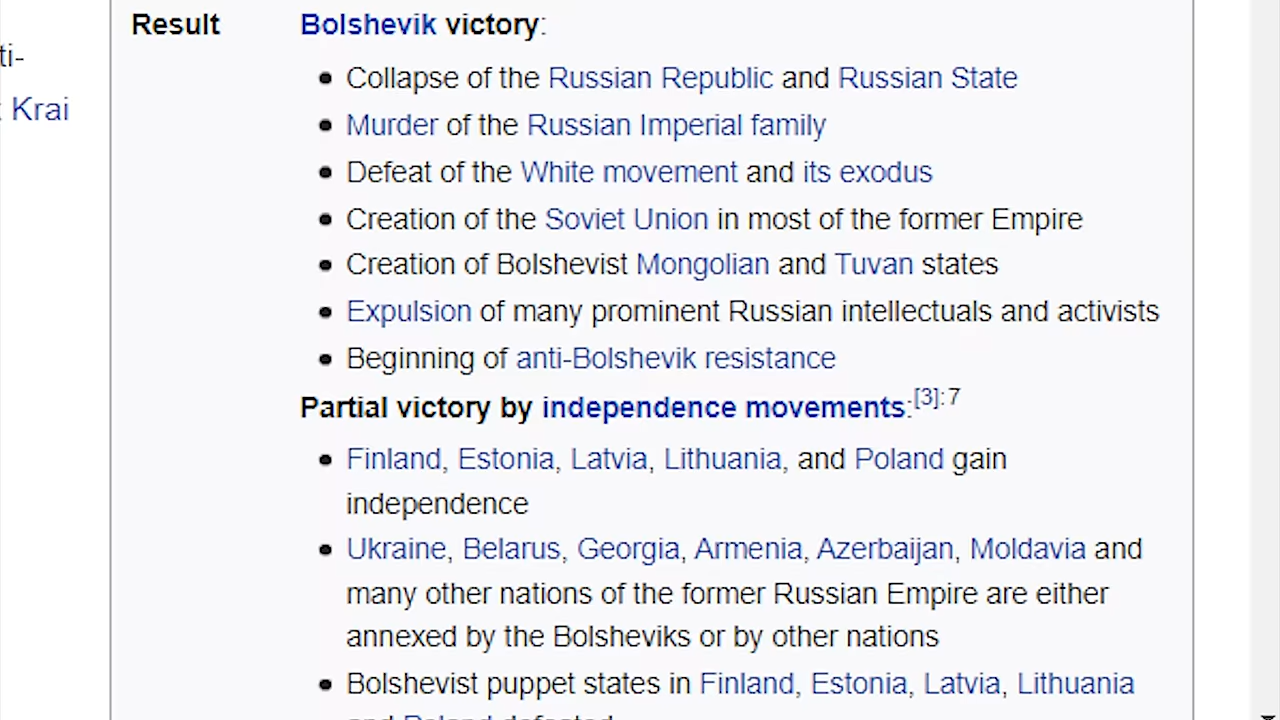 ti-
Krai
Result
Bolshevik victory:
• Collapse of the Russian Republic and Russian State
• Murder of the Russian Imperial family
• Defeat of the White movement and its exodus
• Creation of the Soviet Union in most of the former Empire
• Creation of Bolshevist Mongolian and Tuvan states
• Expulsion of many prominent Russian intellectuals and activists
• Beginning of anti-Bolshevik resistance
Partial victory by independence movements:[3]:7
• Finland, Estonia, Latvia, Lithuania, and Poland gain
independence
• Ukraine, Belarus, Georgia, Armenia, Azerbaijan, Moldavia and
many other nations of the former Russian Empire are either
annexed by the Bolsheviks or by other nations
• Bolshevist puppet states in Finland, Estonia, Latvia, Lithuania
and Poland defeated